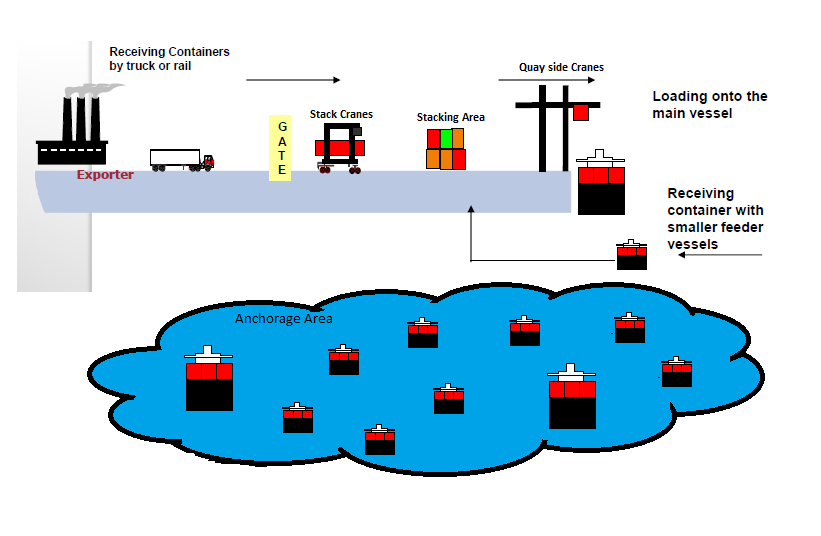 Receiving Containers
by truck or rail
Quay side Cranes
Loading onto the
main vessel
Stack Cranes
Stacking Area
G
A
T
E
Exporter
Receiving
container with
smaller feeder
vessels
Anchorage Area